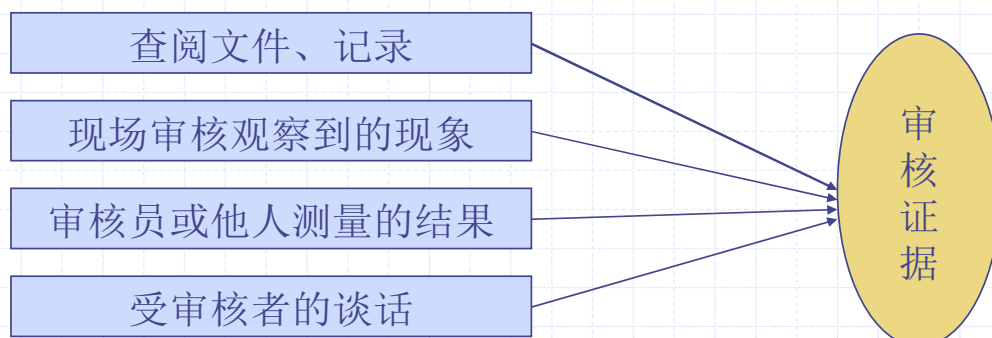 查阅文件、记录
现场审核观察到的现象
审核员或他人测量的结果
受审核者的谈话
审核证据